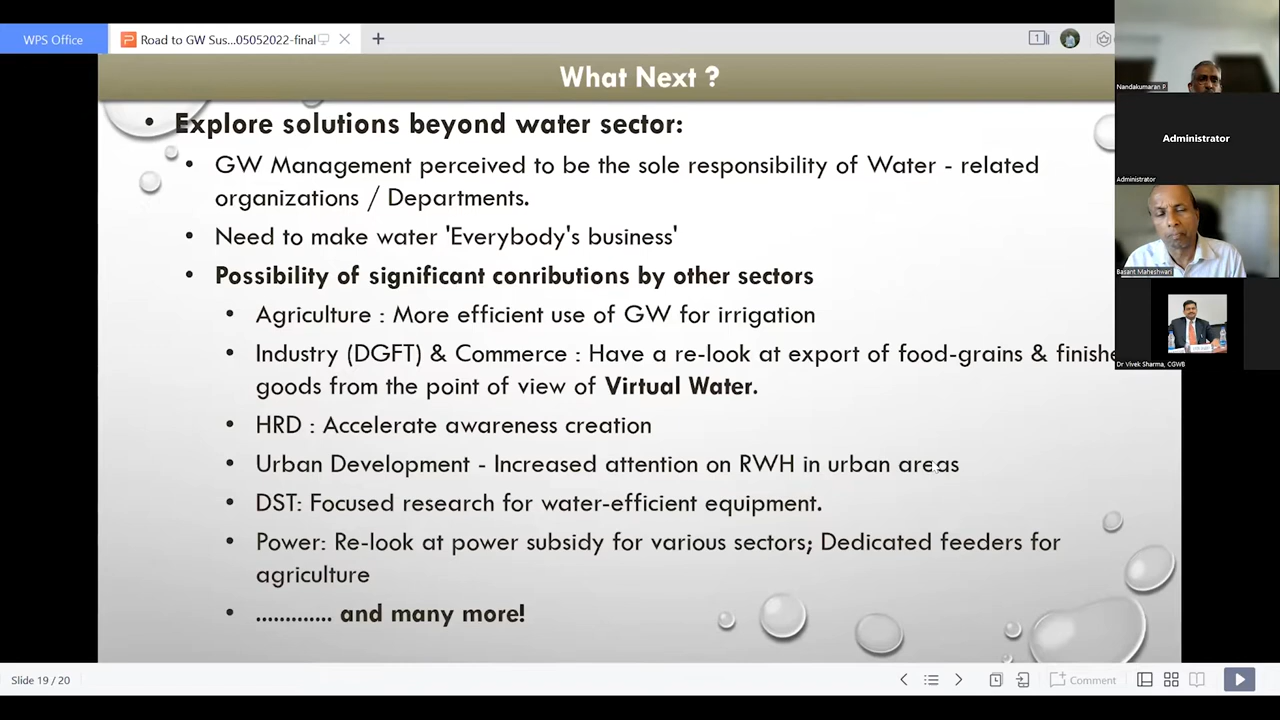 WPS Office
Road to GW Sus...05052022-final
What Next ?
Nandakumaran P
Administrator
Administrator
Basant Maheshwari
Dr Vivek Sharma, CGWB
• Explore solutions beyond water sector:
• GW Management perceived to be the sole responsibility of Water - related
organizations / Departments.
• Need to make water 'Everybody's business'
• Possibility of significant conributions by other sectors
• Agriculture : More efficient use of GW for irrigation
• Industry (DGFT) & Commerce : Have a re-look at export of food-grains & finishe
goods from the point of view of Virtual Water.
• HRD : Accelerate awareness creation
• Urban Development - Increased attention on RWH in urban areas
• DST: Focused research for water-efficient equipment.
• Power: Re-look at power subsidy for various sectors; Dedicated feeders for
agriculture
• ............. and many more!
Slide 19 / 20
Comment